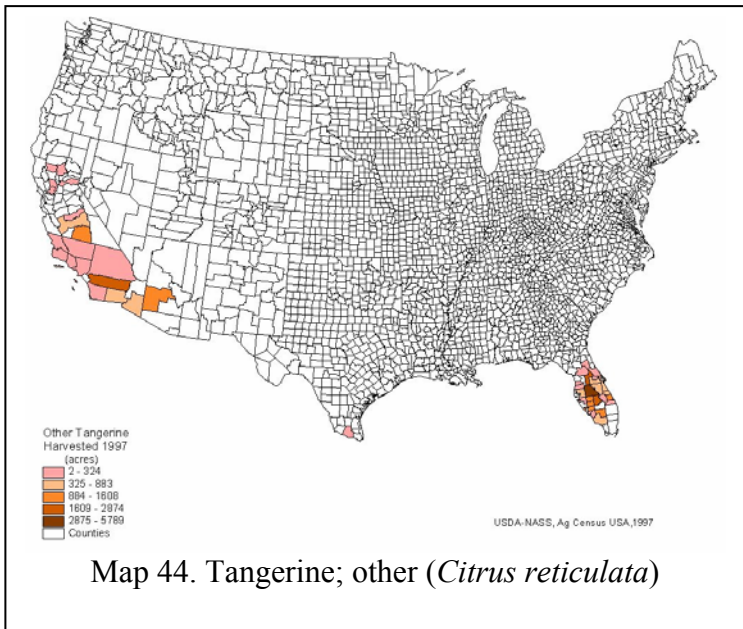 Other Tangerine
Harvested 1997
(acres)
2 - 324
325 - 883
884 - 1608
1609 - 2874
2875 - 5789
Counties
USDA-NASS, Ag Census USA,1997
Map 44. Tangerine; other (Citrus reticulata)